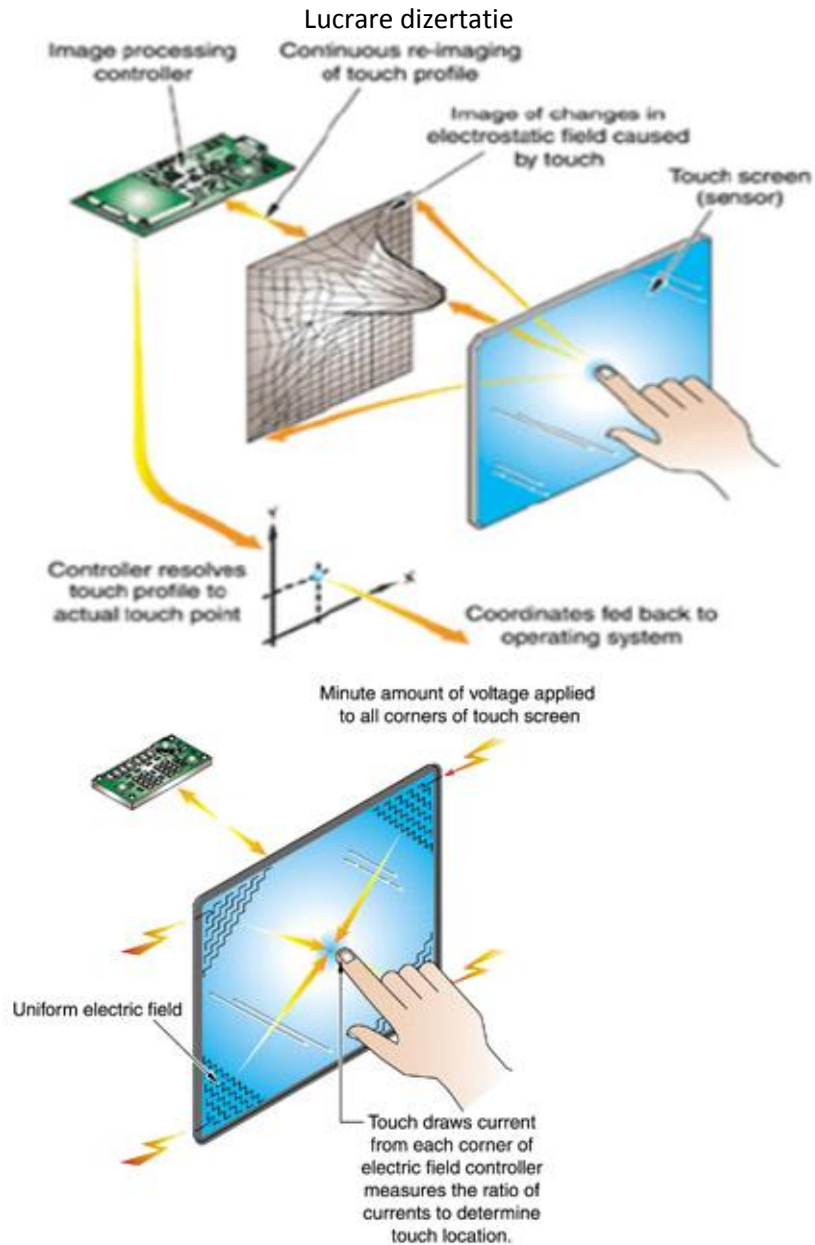 Lucrare dizertatie
Image processing
controller
Continuous re-imaging
of touch profile
Image of changes in
electrostatic field caused
by touch
Touch screen
(sensor)
Y
X
Controller resolves
touch profile to
actual touch point
Coordinates fed back to
operating system
Minute amount of voltage applied
to all corners of touch screen
Uniform electric field
Touch draws current
from each corner of
electric field controller
measures the ratio of
currents to determine
touch location.